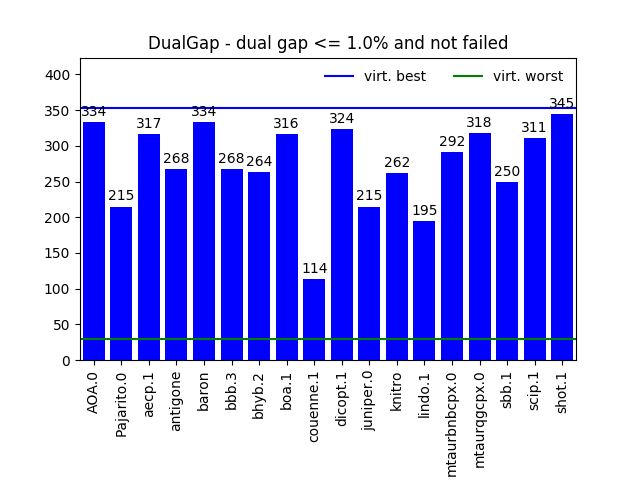 DualGap - dual gap <= 1.0% and not failed
virt. best
virt. worst
400
350
300
250
200
150
100
50
0
334
215
317
268
334
268
264
316
114
324
215
262
195
292
318
250
311
345
AOA.0
Pajarito.0
aecp.1
antigone
baron
bbb.3
bhyb.2
boa.1
couenne.1
dicopt.1
juniper.0
knitro
lindo.1
mtaurbnbcpx.0
mtaurqgcpx.0
sbb.1
scip.1
shot.1